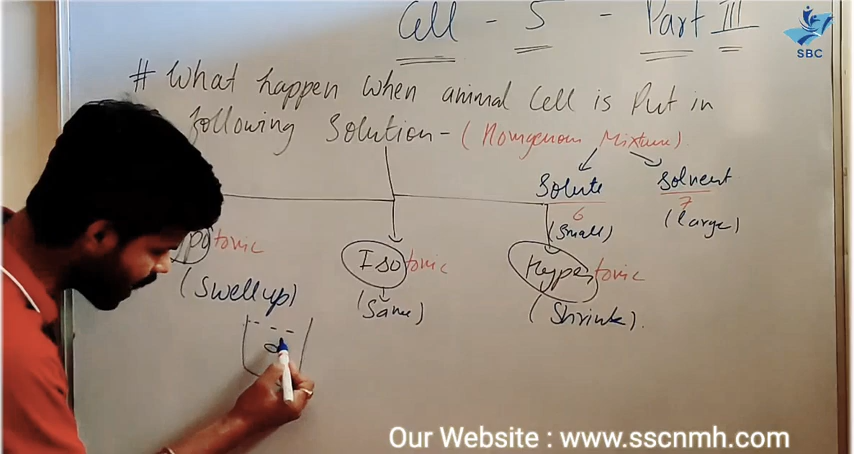 Cell - 5 - Part III
SBC
# What happen when animal Cell is Put in
following Solution - (Homgenous Mixture).
Solute Solvent
6 7
(Small) (large)
tonic Isotonic Hypertonic
(Swell up) (Same) (Shrink).
Our Website : www.sscnmh.com